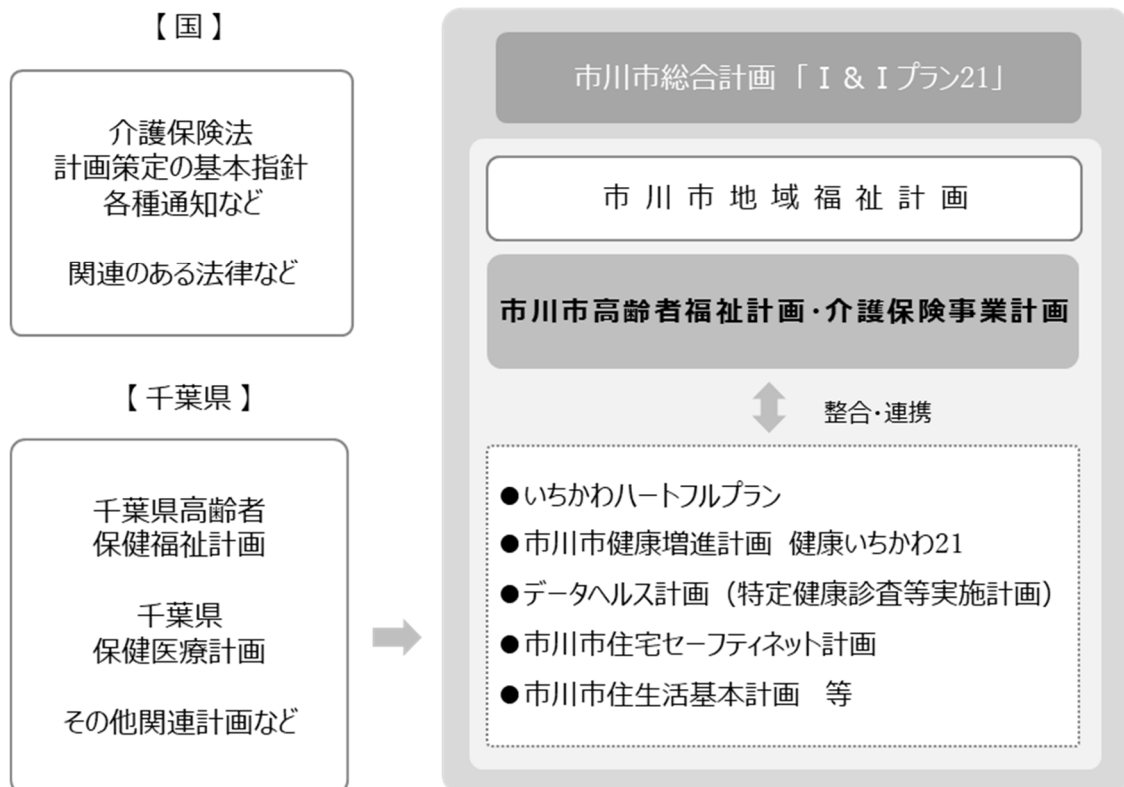 【 国 】
介護保険法
計画策定の基本指針
各種通知など
関連のある法律など
【 千葉県 】
千葉県高齢者
保健福祉計画
千葉県
保健医療計画
その他関連計画など
市川市総合計画 「Ｉ＆Ｉプラン21」
市川市地域福祉計画
市川市高齢者福祉計画・介護保険事業計画
整合・連携
●いちかわハートフルプラン
●市川市健康増進計画 健康いちかわ21
●データヘルス計画（特定健康診査等実施計画）
●市川市住宅セーフティネット計画
●市川市住生活基本計画　等